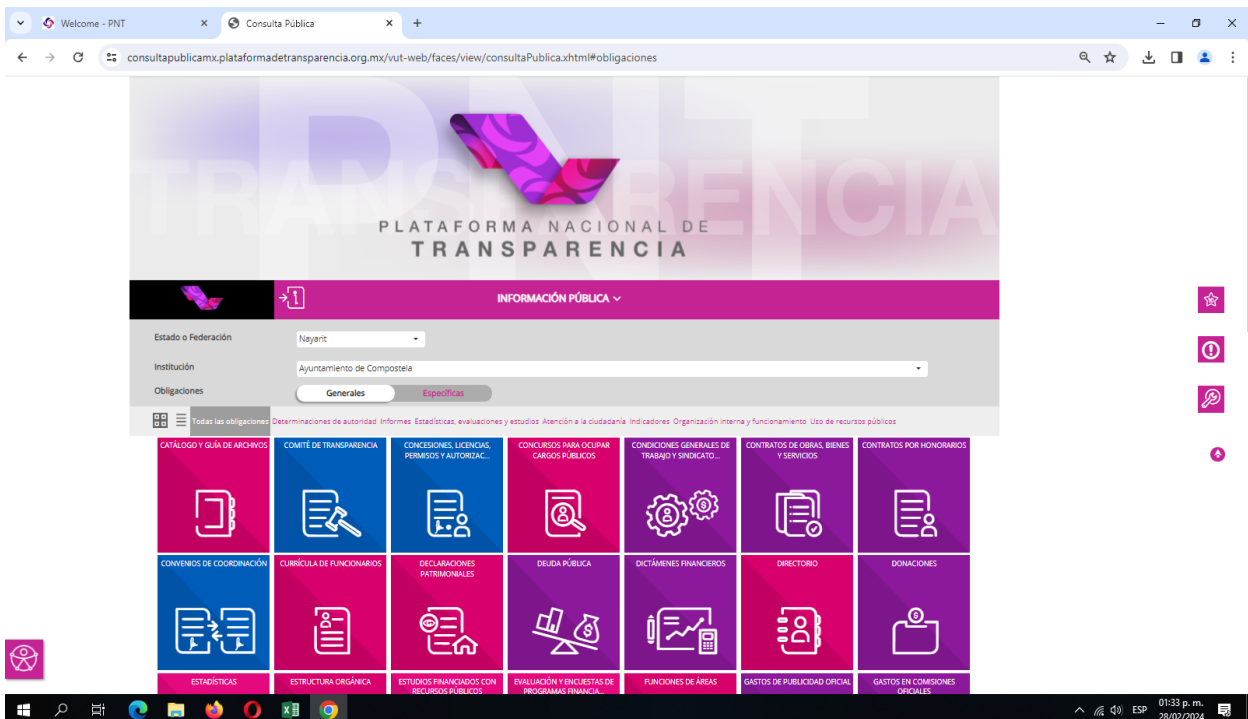 Welcome - PNT
Consulta Pública
consultapublicamx.plataformadetransparencia.org.mx/vut-web/faces/view/consultaPublica.xhtml#obligaciones
PNT
TRANSPARENCIA
PLATAFORMA NACIONAL DE
TRANSPARENCIA
INFORMACIÓN PÚBLICA
Estado o Federación
Nayarit
Institución
Ayuntamiento de Compostela
Obligaciones
Generales
Específicas
Todas las obligaciones Determinaciones de autoridad Informes Estadísticas, evaluaciones y estudios Atención a la ciudadanía Indicadores Organización interna y funcionamiento Uso de recursos públicos
CATÁLOGO Y GUÍA DE ARCHIVOS
COMITÉ DE TRANSPARENCIA
CONCESIONES, LICENCIAS,
PERMISOS Y AUTORIZAC...
CONCURSOS PARA OCUPAR
CARGOS PÚBLICOS
CONDICIONES GENERALES DE
TRABAJO Y SINDICATO...
CONTRATOS DE OBRAS, BIENES
Y SERVICIOS
CONTRATOS POR HONORARIOS
CONVENIOS DE COORDINACIÓN
CURRÍCULA DE FUNCIONARIOS
DECLARACIONES
PATRIMONIALES
DEUDA PÚBLICA
DICTÁMENES FINANCIEROS
DIRECTORIO
DONACIONES
ESTADÍSTICAS
ESTRUCTURA ORGÁNICA
ESTUDIOS FINANCIADOS CON
RECURSOS PÚBLICOS
EVALUACIÓN Y ENCUESTAS DE
PROGRAMAS FINANCIA...
FUNCIONES DE ÁREAS
GASTOS DE PUBLICIDAD OFICIAL
GASTOS EN COMISIONES
OFICIALES
ESP
01:33 p. m.
28/02/2024